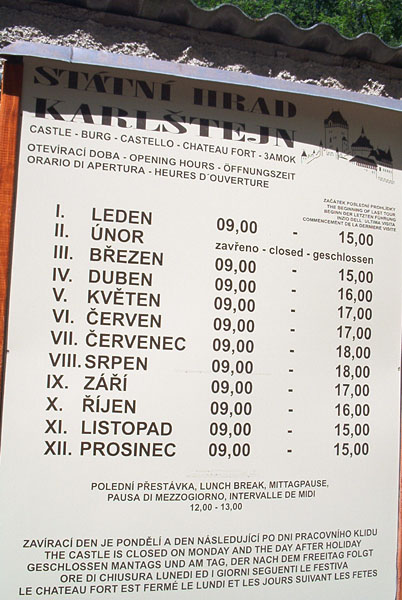 STÁTNÍ HRAD
KARLŠTEJN
CASTLE - BURG - CASTELLO - CHATEAU FORT - ЗАМОК
OTEVÍRACÍ DOBA - OPENING HOURS - ÖFFNUNGSZEIT
ORARIO DI APERTURA - HEURES D´OUVERTURE
ZAČÁTEK POSLEDNÍ PROHLÍDKY
THE BEGINNING OF LAST TOUR
BEGINN DER LETZTEN FÜHRUNG
INZIO DELL´ ULTIMA VISITA
COMMENCEMENT DE LA DERNIERE VISITE
I. LEDEN 09,00 - 15,00
II. ÚNOR zavřeno - closed - geschlossen
III. BŘEZEN 09,00 - 15,00
IV. DUBEN 09,00 - 16,00
V. KVĚTEN 09,00 - 17,00
VI. ČERVEN 09,00 - 17,00
VII. ČERVENEC 09,00 - 18,00
VIII. SRPEN 09,00 - 18,00
IX. ZÁŘÍ 09,00 - 17,00
X. ŘÍJEN 09,00 - 16,00
XI. LISTOPAD 09,00 - 15,00
XII. PROSINEC 09,00 - 15,00
POLEDNÍ PŘESTÁVKA, LUNCH BREAK, MITTAGPAUSE,
PAUSA DI MEZZOGIORNO, INTERVALLE DE MIDI
12,00 - 13,00
ZAVÍRACÍ DEN JE PONDĚLÍ A DEN NÁSLEDUJÍCÍ PO DNI PRACOVNÍHO KLIDU
THE CASTLE IS CLOSED ON MONDAY AND THE DAY AFTER HOLIDAY
GESCHLOSSEN MANTAGS UND AM TAG, DER NACH DEM FREITAG FOLGT
ORE DI CHIUSURA LUNEDI ED I GIORNI SEGUENTI LE FESTIVA
LE CHATEAU FORT EST FERMÉ LE LUNDI ET LES JOURS SUIVANT LES FETES